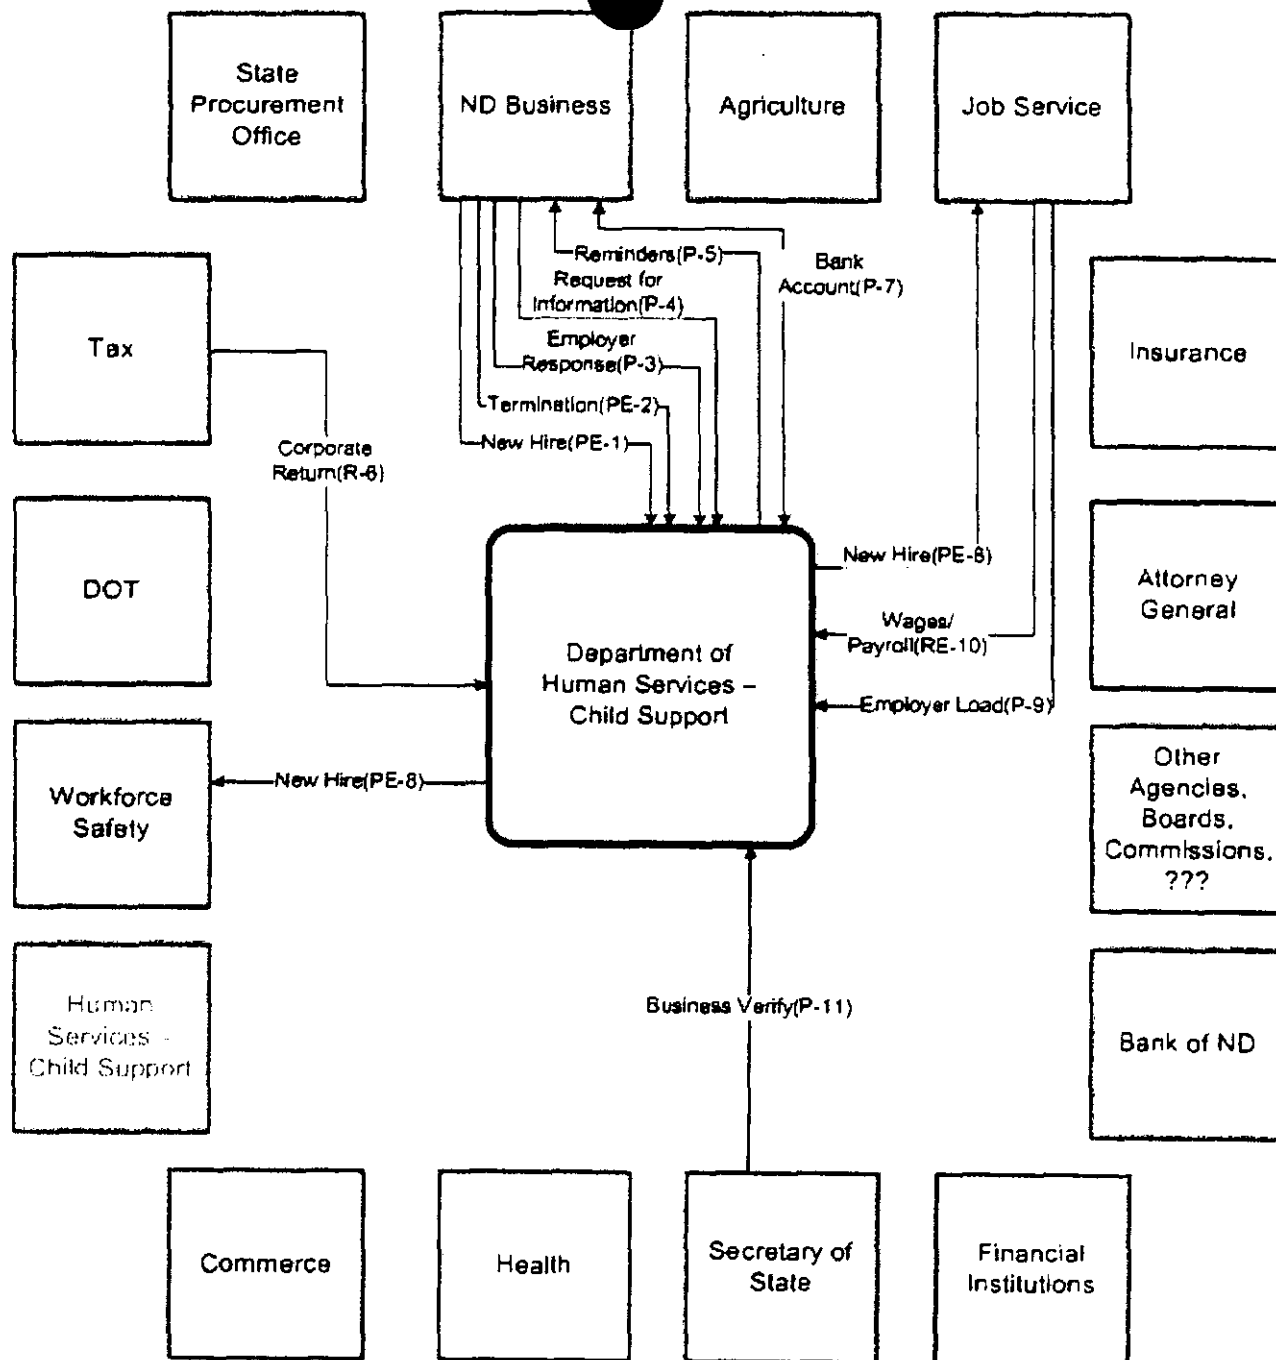 State
Procurement
Office
ND Business
Agriculture
Job Service
Reminders(P-5)
Request for
Information(P-4)
Employer
Response(P-3)
Termination(PE-2)
New Hire(PE-1)
Bank
Account(P-7)
Tax
Insurance
Corporate
Return(R-6)
DOT
New Hire(PE-8)
Attorney
General
Wages/
Payroll(RE-10)
Department of
Human Services –
Child Support
Employer Load(P-9)
Workforce
Safety
New Hire(PE-8)
Other
Agencies,
Boards,
Commissions,
???
Human
Services -
Child Support
Business Verify(P-11)
Bank of ND
Commerce
Health
Secretary of
State
Financial
Institutions